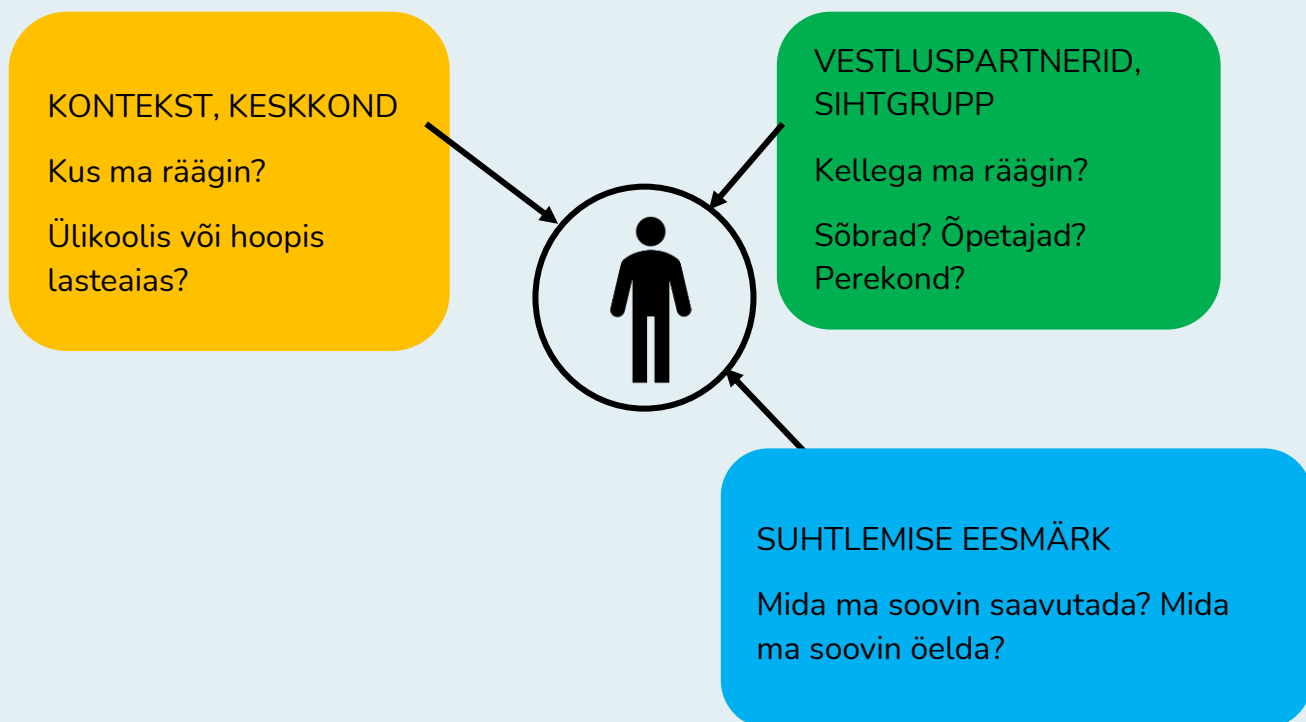 KONTEKST, KESKKOND
Kus ma räägin?
Ülikoolis või hoopis
lasteaias?
VESTLUSPARTNERID,
SIHTGRUPP
Kellega ma räägin?
Sõbrad? Õpetajad?
Perekond?
SUHTLEMISE EESMÄRK
Mida ma soovin saavutada? Mida
ma soovin öelda?